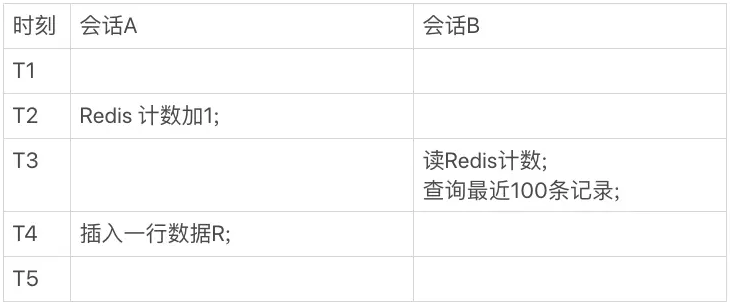 时刻 会话A 会话B
T1
T2 Redis 计数加1;
T3 读Redis计数;
查询最近100条记录;
T4 插入一行数据R;
T5